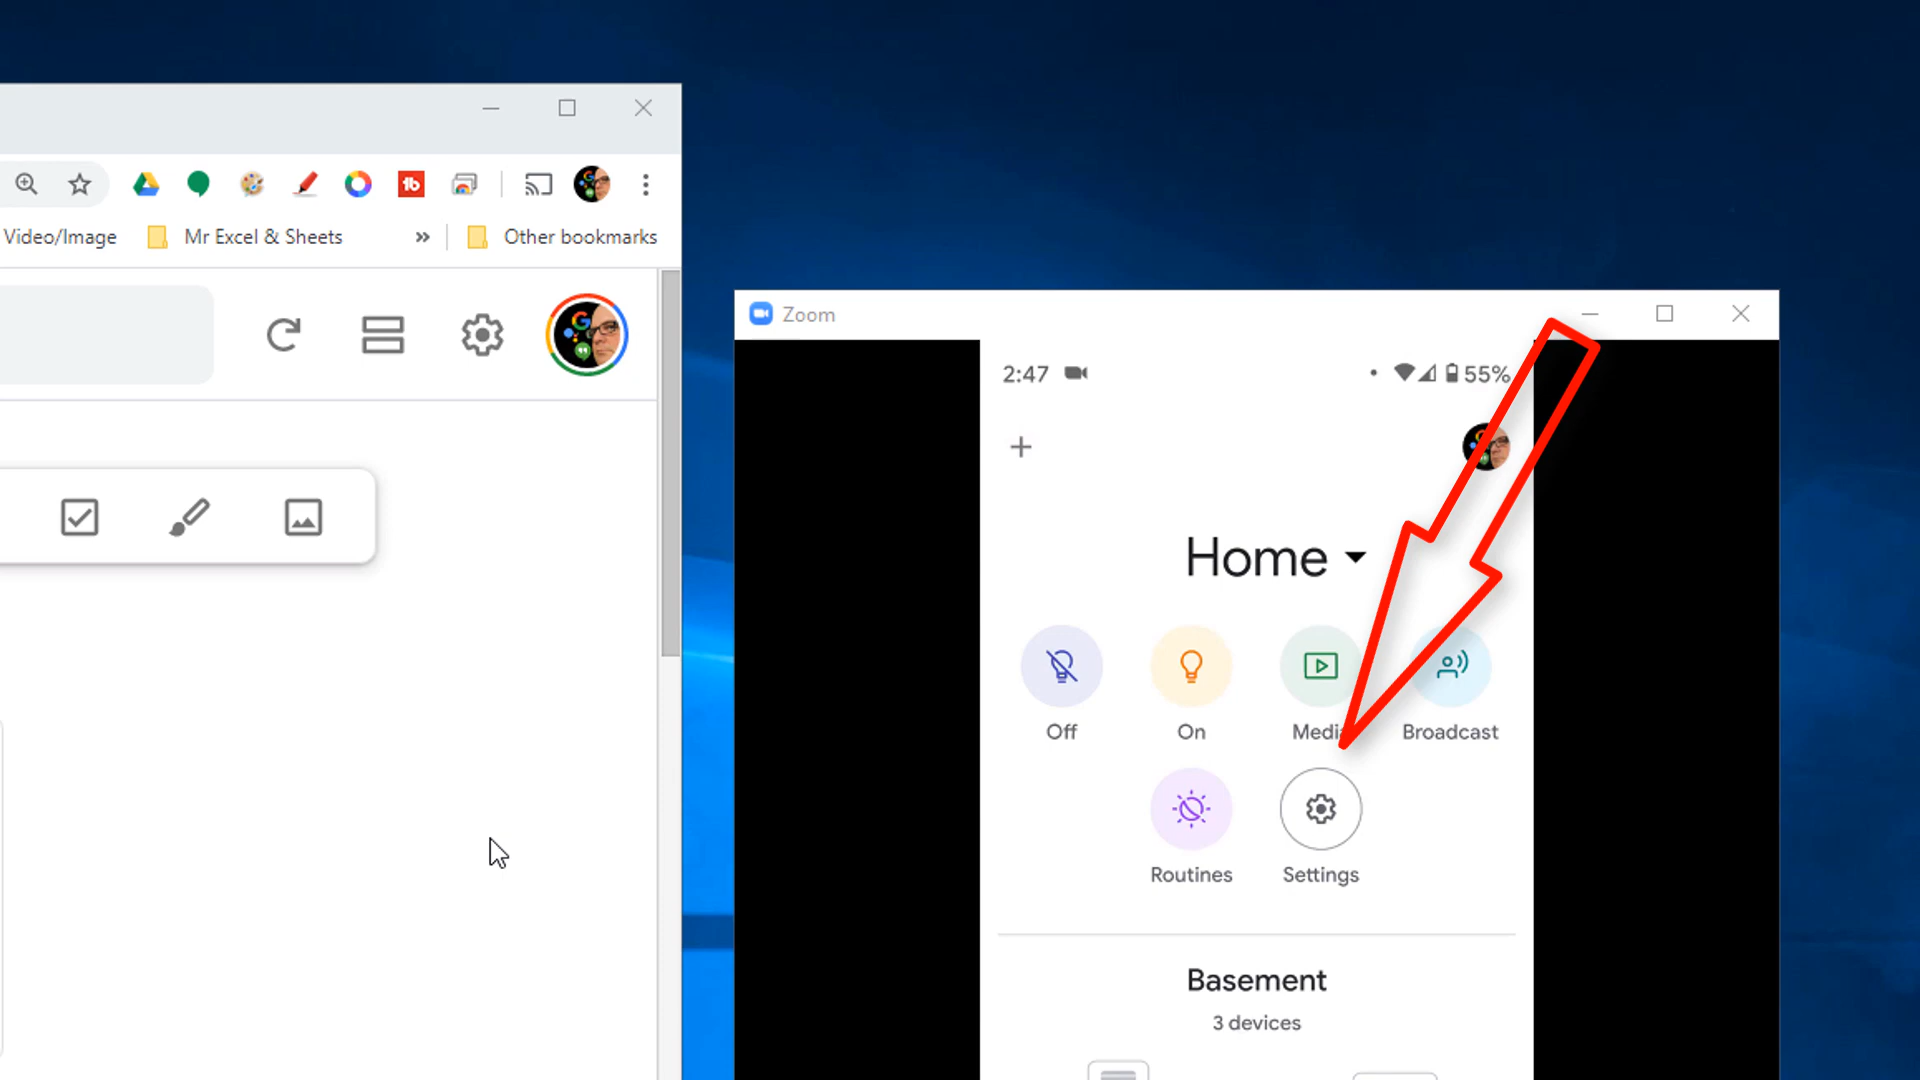 Video/Image
Mr Excel & Sheets
»
Other bookmarks
Zoom
2:47
55%
Home
Off
On
Media
Broadcast
Routines
Settings
Basement
3 devices